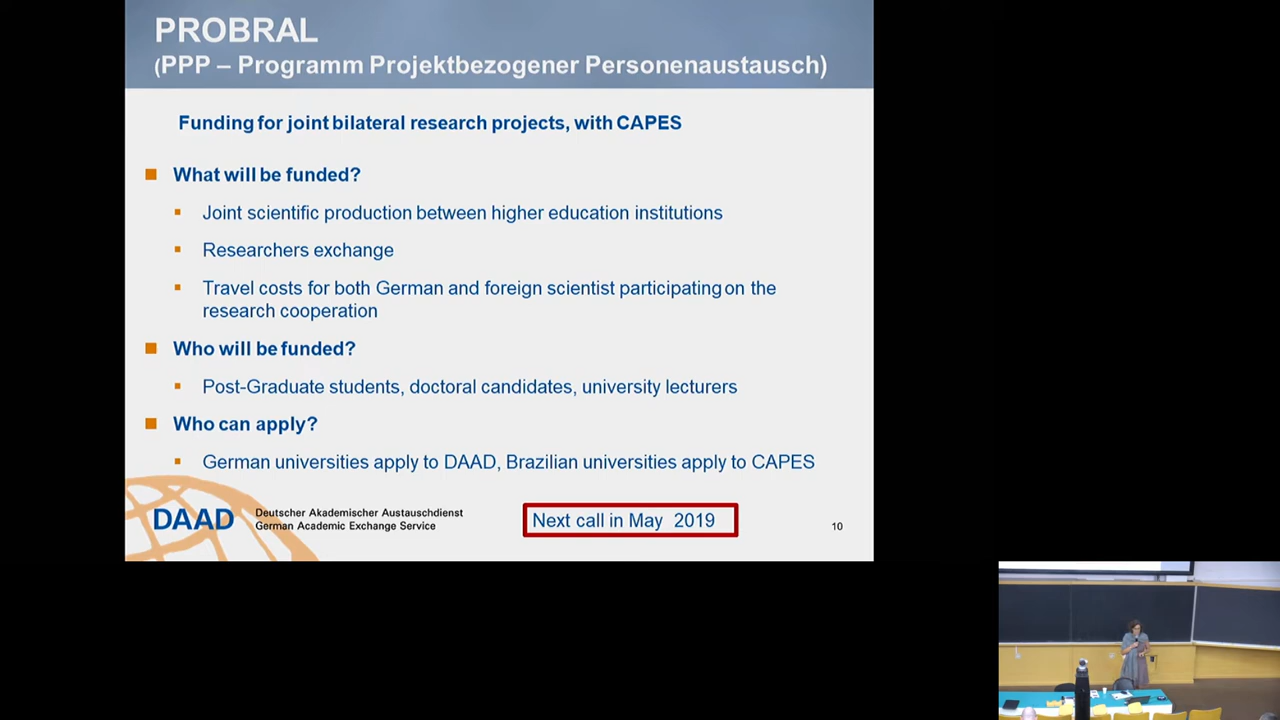 PROBRAL
(PPP – Programm Projektbezogener Personenaustausch)
Funding for joint bilateral research projects, with CAPES
What will be funded?
Joint scientific production between higher education institutions
Researchers exchange
Travel costs for both German and foreign scientist participating on the
research cooperation
Who will be funded?
Post-Graduate students, doctoral candidates, university lecturers
Who can apply?
German universities apply to DAAD, Brazilian universities apply to CAPES
DAAD
Deutscher Akademischer Austauschdienst
German Academic Exchange Service
Next call in May 2019
10